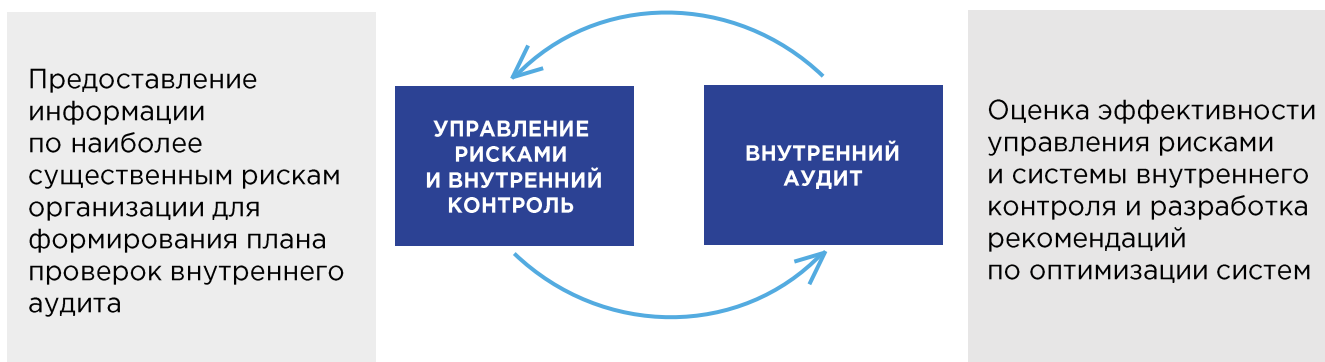 Предоставление
информации
по наиболее
существенным рискам
организации для
формирования плана
проверок внутреннего
аудита
УПРАВЛЕНИЕ
РИСКАМИ
И ВНУТРЕННИЙ
КОНТРОЛЬ
ВНУТРЕННИЙ
АУДИТ
Оценка эффективности
управления рисками
и системы внутреннего
контроля и разработка
рекомендаций
по оптимизации систем